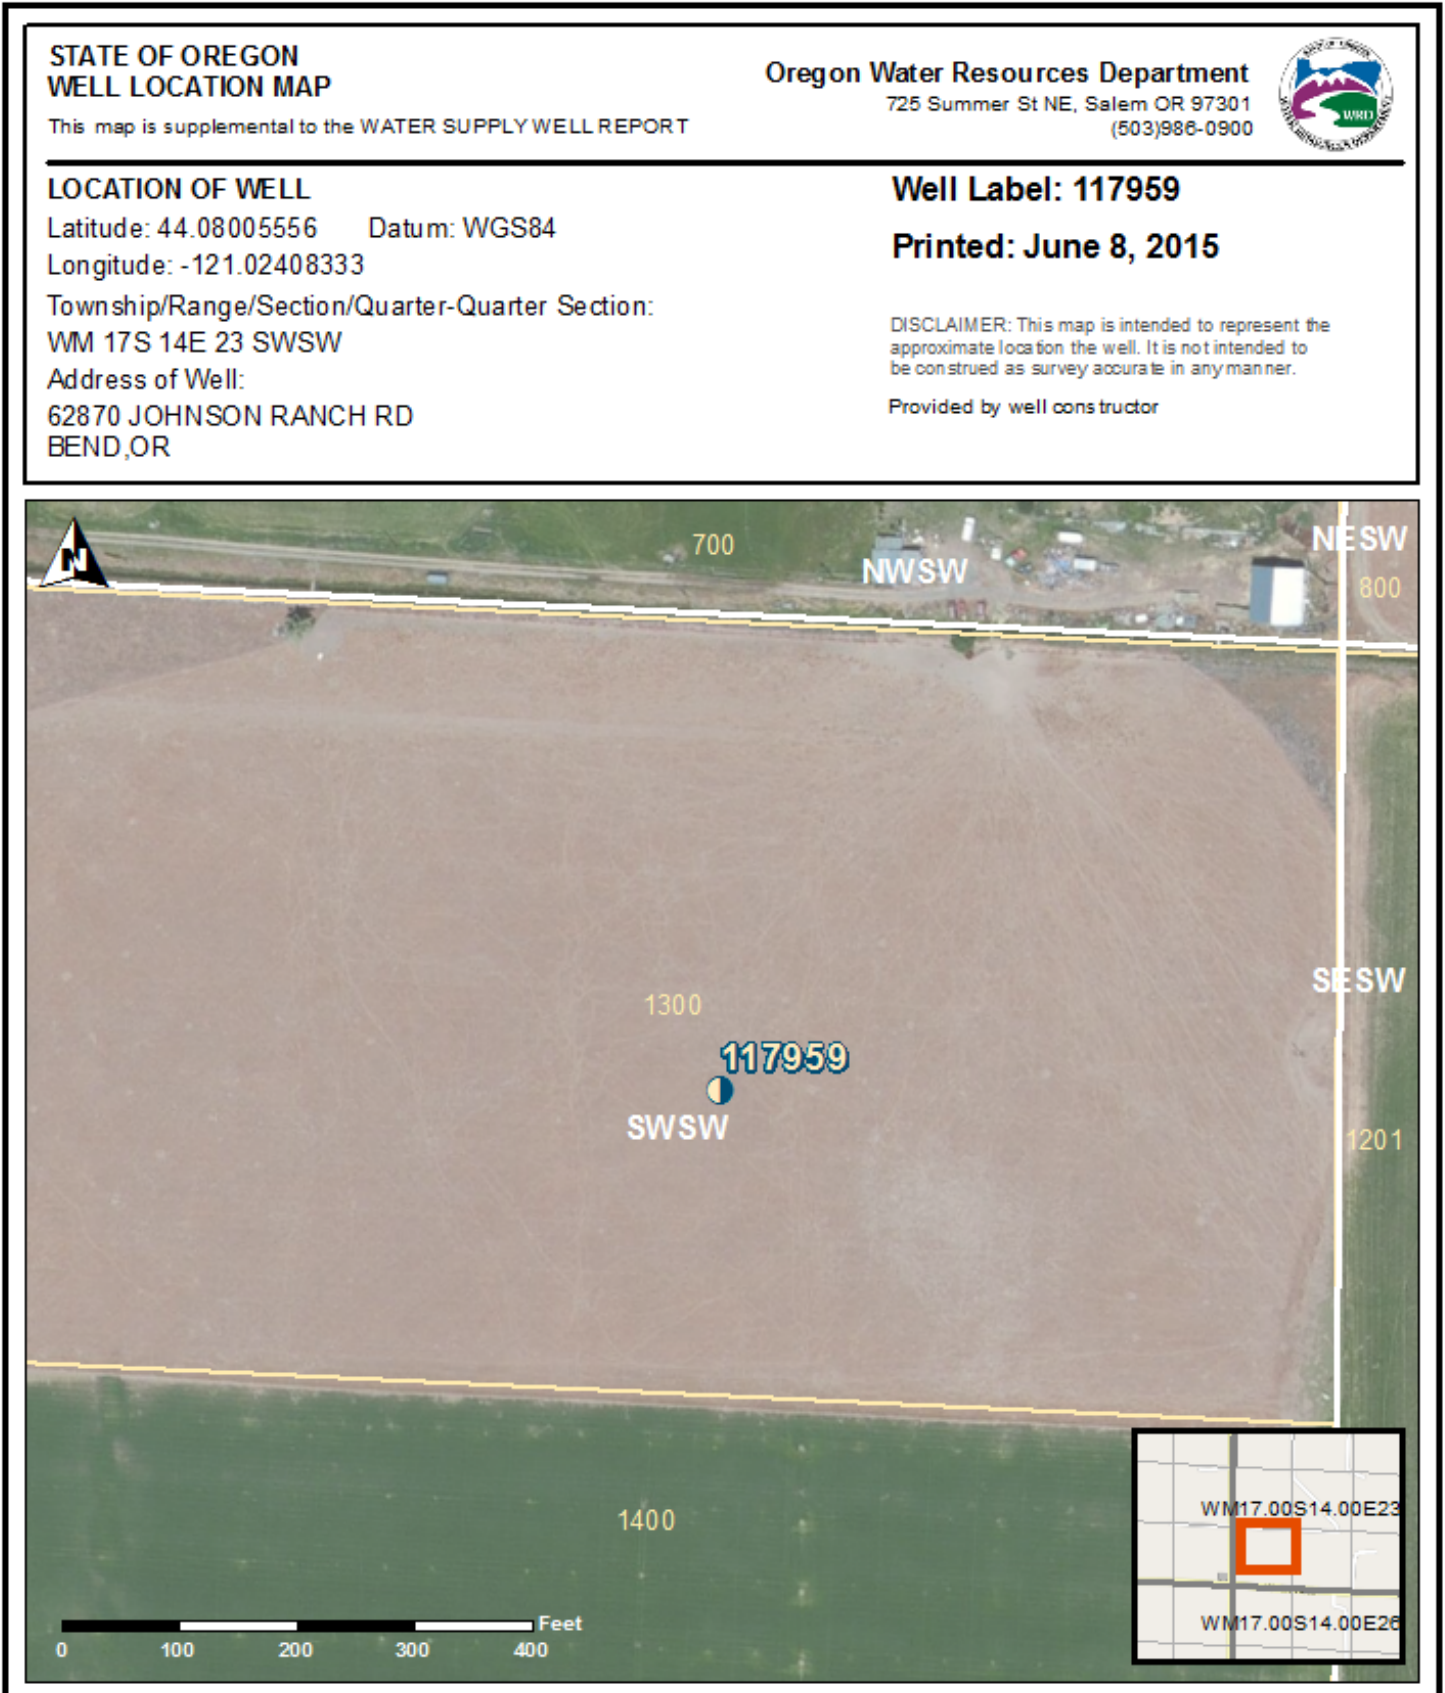 STATE OF OREGON
WELL LOCATION MAP
This map is supplemental to the WATER SUPPLY WELL REPORT
Oregon Water Resources Department
725 Summer St NE, Salem OR 97301
(503)986-0900
WRD
LOCATION OF WELL
Latitude: 44.08005556 Datum: WGS84
Longitude: -121.02408333
Township/Range/Section/Quarter-Quarter Section:
WM 17S 14E 23 SWSW
Address of Well:
62870 JOHNSON RANCH RD
BEND,OR
Well Label: 117959
Printed: June 8, 2015
DISCLAIMER: This map is intended to represent the
approximate location the well. It is not intended to
be construed as survey accurate in any manner.
Provided by well constructor
N
700
NWSW
NESW
800
SESW
1300
117959
SWSW
1201
1400
WM17.00S14.00E23
WM17.00S14.00E26
Feet
0 100 200 300 400